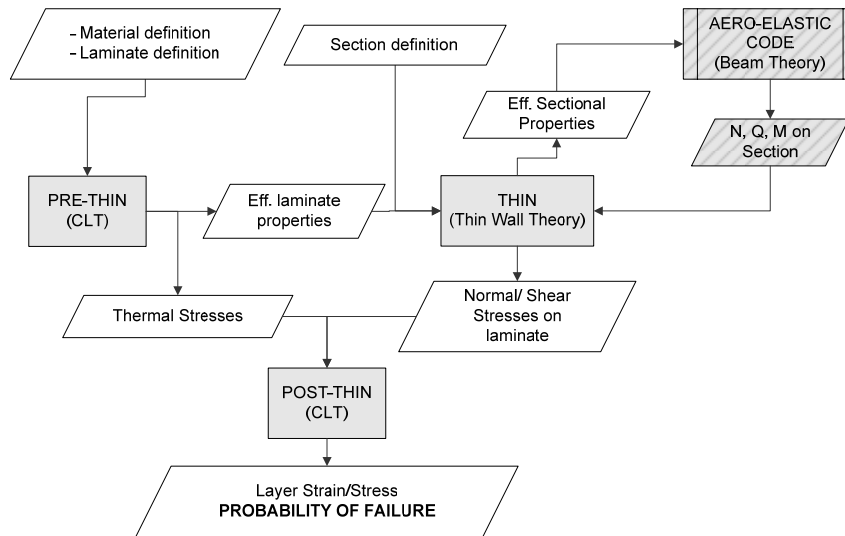 - Material definition
- Laminate definition
Section definition
AERO-ELASTIC
CODE
(Beam Theory)
Eff. Sectional
Properties
N, Q, M on
Section
PRE-THIN
(CLT)
Eff. laminate
properties
THIN
(Thin Wall Theory)
Thermal Stresses
Normal/ Shear
Stresses on
laminate
POST-THIN
(CLT)
Layer Strain/Stress
PROBABILITY OF FAILURE